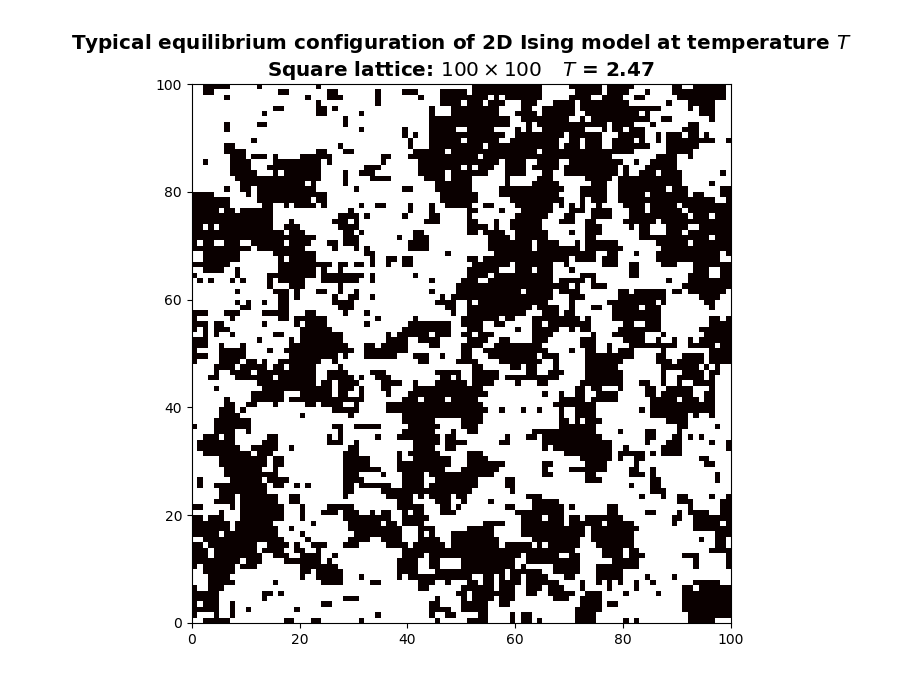 Typical equilibrium configuration of 2D Ising model at temperature T
Square lattice: 100 × 100 T = 2.47
100
80
60
40
20
0
0 20 40 60 80 100